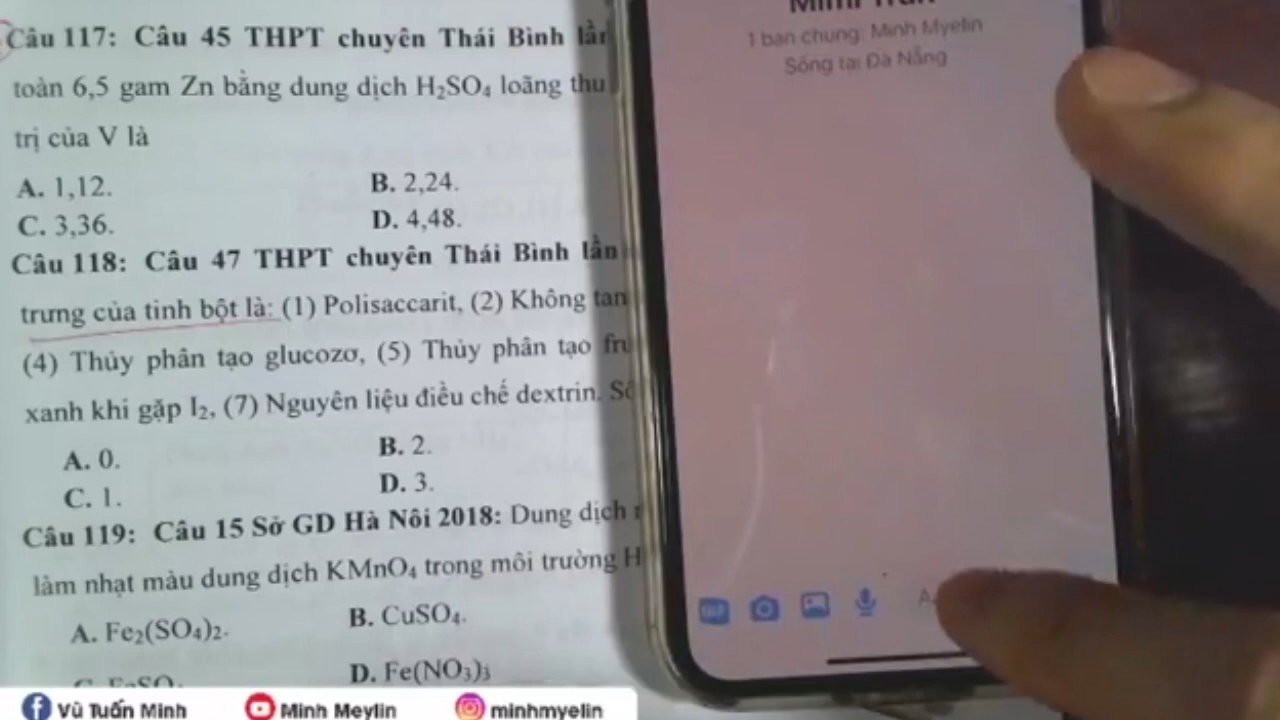 Câu 117: Câu 45 THPT chuyên Thái Bình lần
toàn 6,5 gam Zn bằng dung dịch H₂SO₄ loãng thu
trị của V là
A. 1,12.
B. 2,24.
C. 3,36.
D. 4,48.
Câu 118: Câu 47 THPT chuyên Thái Bình lần
trưng của tinh bột là: (1) Polisaccarit, (2) Không tan
(4) Thủy phân tạo glucozơ, (5) Thủy phân tạo fru
xanh khi gặp I₂, (7) Nguyên liệu điều chế dextrin. Số
A. 0.
B. 2.
C. 1.
D. 3.
Câu 119: Câu 15 Sở GD Hà Nôi 2018: Dung dịch
làm nhạt màu dung dịch KMnO₄ trong môi trường H
A. Fe₂(SO₄)₂.
B. CuSO₄.
C. FeSO₄.
D. Fe(NO₃)₃
1 bạn chung: Minh Myelin
Sống tại Đà Nẵng
GIF
Vũ Tuấn Minh
Minh Meylin
minhmyelin